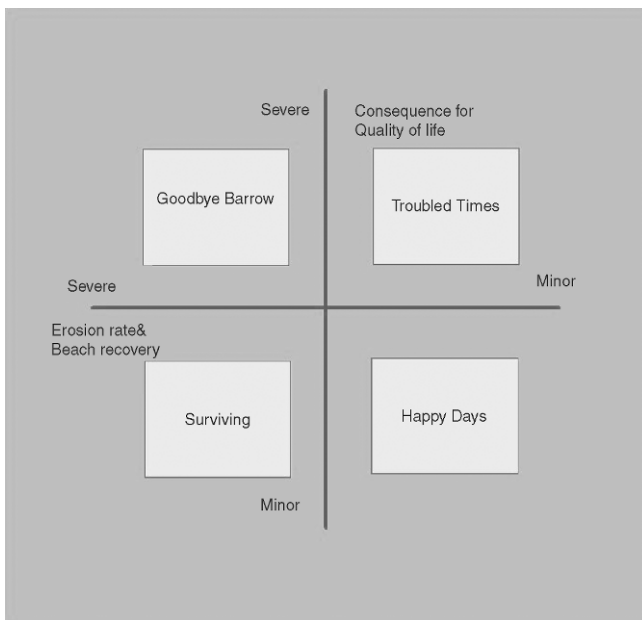 Severe
Consequence for
Quality of life
Goodbye Barrow
Troubled Times
Severe
Minor
Erosion rate&
Beach recovery
Surviving
Happy Days
Minor